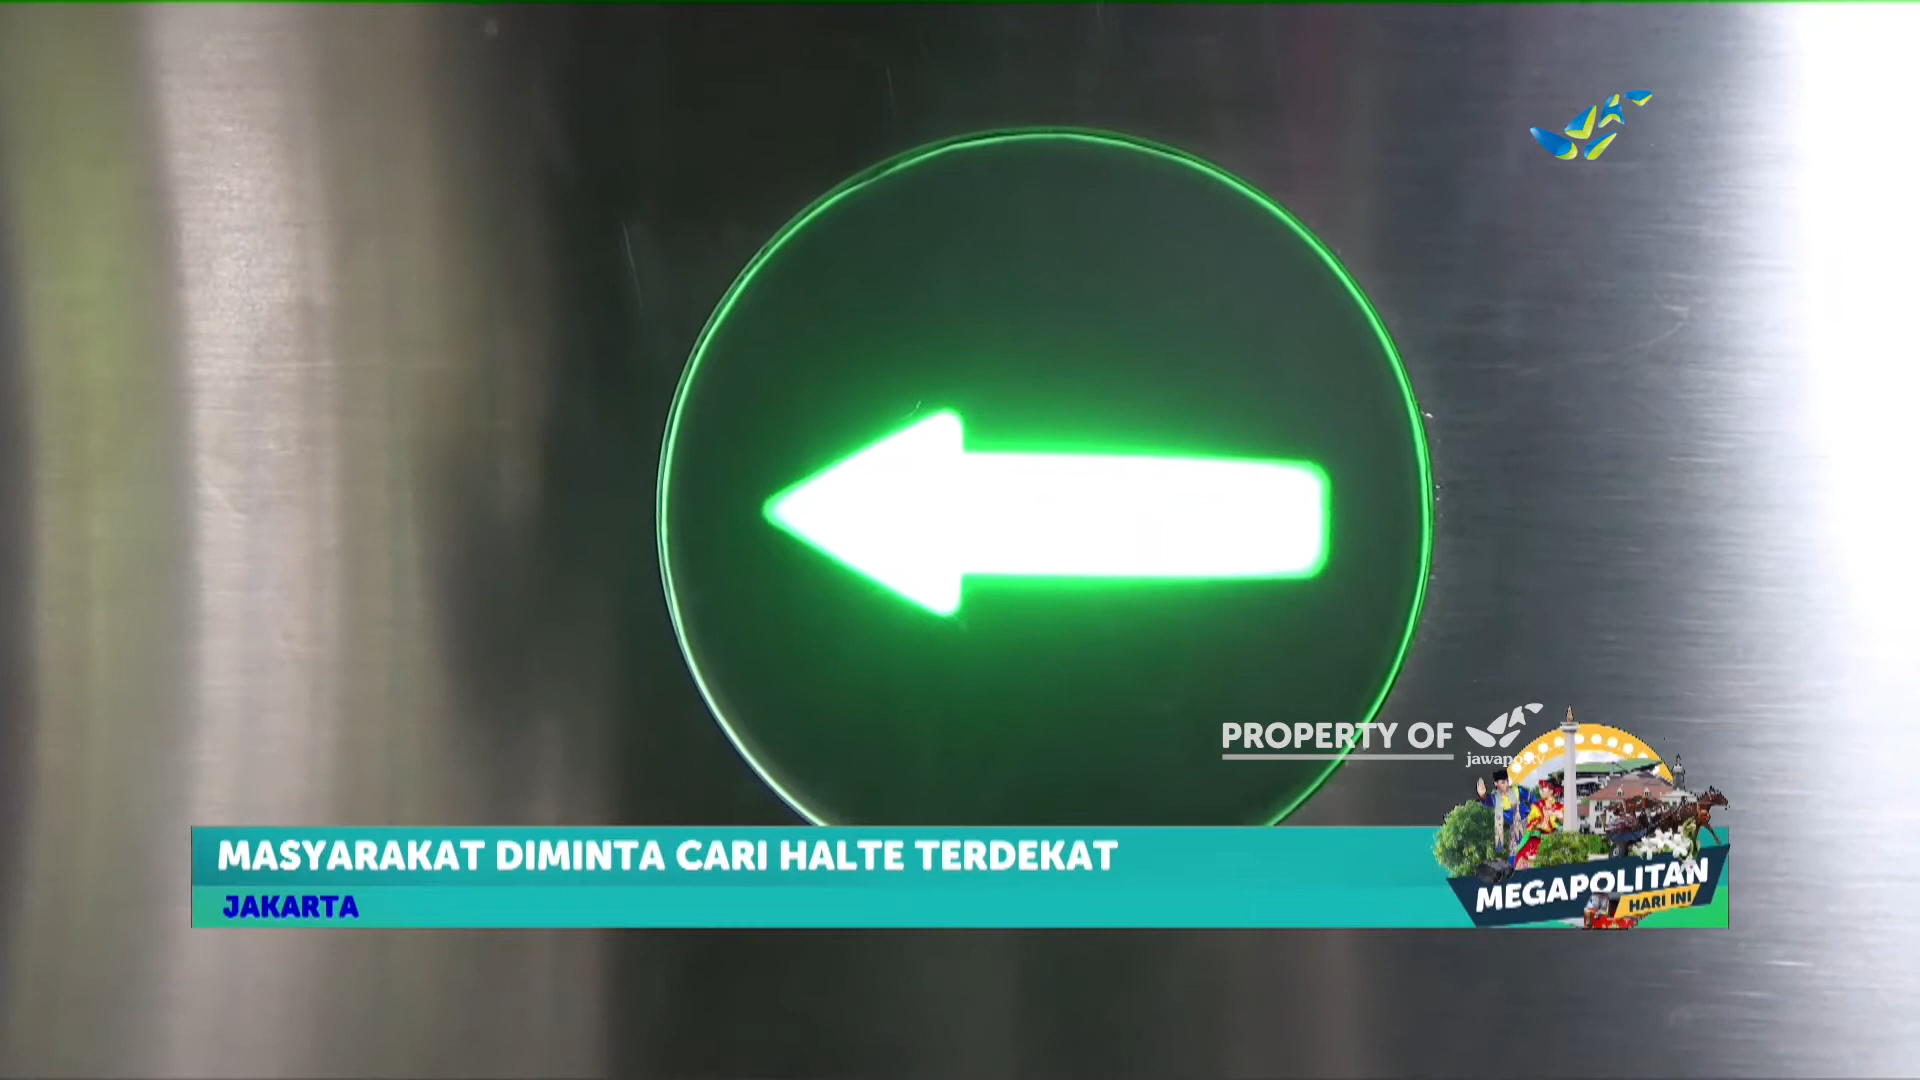 PROPERTY OF
jawapos.tv
MASYARAKAT DIMINTA CARI HALTE TERDEKAT
JAKARTA
MEGAPOLITAN
HARI INI